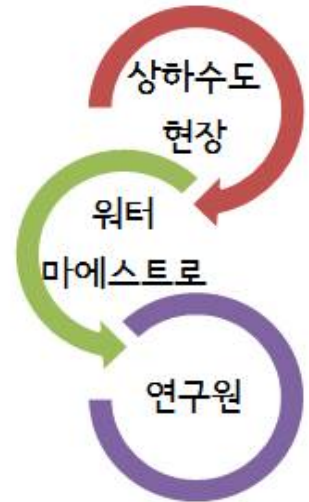 상하수도
현장
워터
마에스트로
연구원